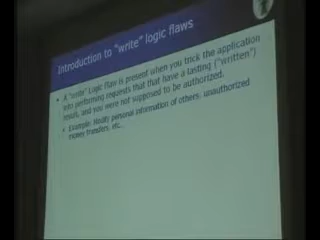 Introduction to "write" logic flaws
• A "write" Logic flaw is present when you trick the application
into performing requests that that have a lasting ("written")
result, and you were not supposed to be authorized.
• Example: Modify personal information of others, unauthorized
money transfers, etc..